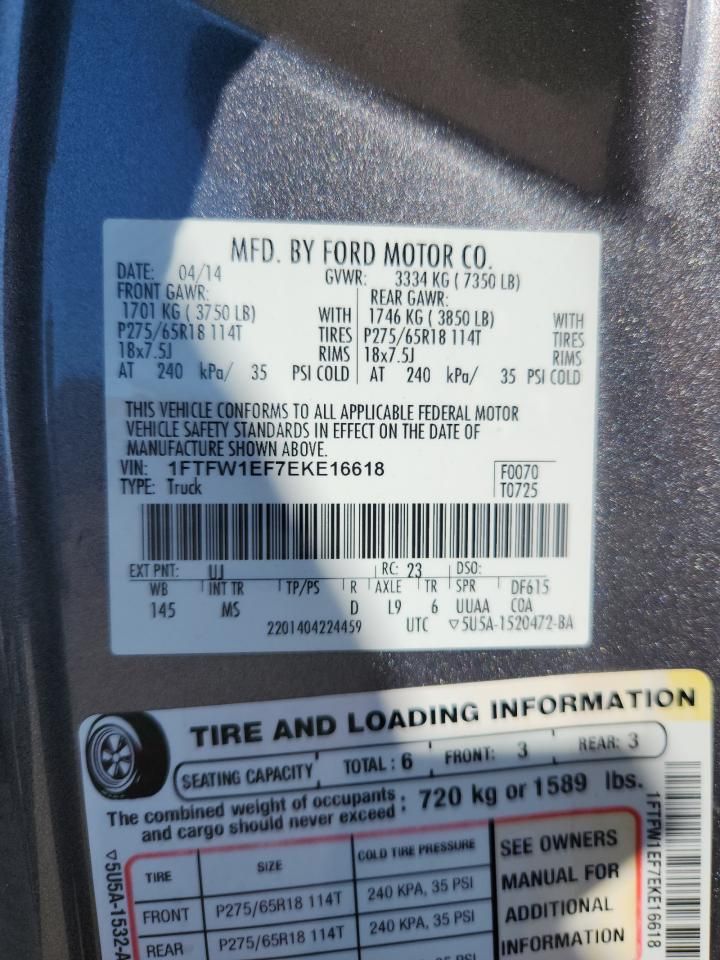 MFD. BY FORD MOTOR CO.
DATE: 04/14 GVWR: 3334 KG ( 7350 LB)
FRONT GAWR: REAR GAWR:
1701 KG ( 3750 LB) WITH 1746 KG ( 3850 LB) WITH
P275/65R18 114T TIRES P275/65R18 114T TIRES
18x7.5J RIMS 18x7.5J RIMS
AT 240 kPa/ 35 PSI COLD AT 240 kPa/ 35 PSI COLD
THIS VEHICLE CONFORMS TO ALL APPLICABLE FEDERAL MOTOR
VEHICLE SAFETY STANDARDS IN EFFECT ON THE DATE OF
MANUFACTURE SHOWN ABOVE.
VIN: 1FTFW1EF7EKE16618 F0070
TYPE: Truck T0725
EXT PNT: UJ RC: 23 DSO:
WB INT TR TP/PS R AXLE TR SPR DF615
145 MS D L9 6 UUAA COA
2201404224459 UTC ▽5U5A-1520472-BA
TIRE AND LOADING INFORMATION
SEATING CAPACITY TOTAL : 6 FRONT: 3 REAR: 3
The combined weight of occupants
and cargo should never exceed : 720 kg or 1589 lbs.
TIRE SIZE COLD TIRE PRESSURE
FRONT P275/65R18 114T 240 KPA, 35 PSI
REAR P275/65R18 114T 240 KPA, 35 PSI
SEE OWNERS
MANUAL FOR
ADDITIONAL
INFORMATION
1FTFW1EF7EKE16618
▽5U5A-1532-A